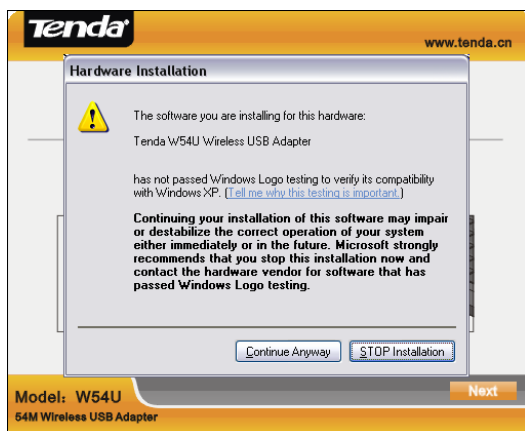 Tenda
www.tenda.cn
Hardware Installation
The software you are installing for this hardware:
Tenda W54U Wireless USB Adapter
has not passed Windows Logo testing to verify its compatibility
with Windows XP. (Tell me why this testing is important.)
Continuing your installation of this software may impair
or destabilize the correct operation of your system
either immediately or in the future. Microsoft strongly
recommends that you stop this installation now and
contact the hardware vendor for software that has
passed Windows Logo testing.
Continue Anyway
STOP Installation
Model: W54U
Next
54M Wireless USB Adapter